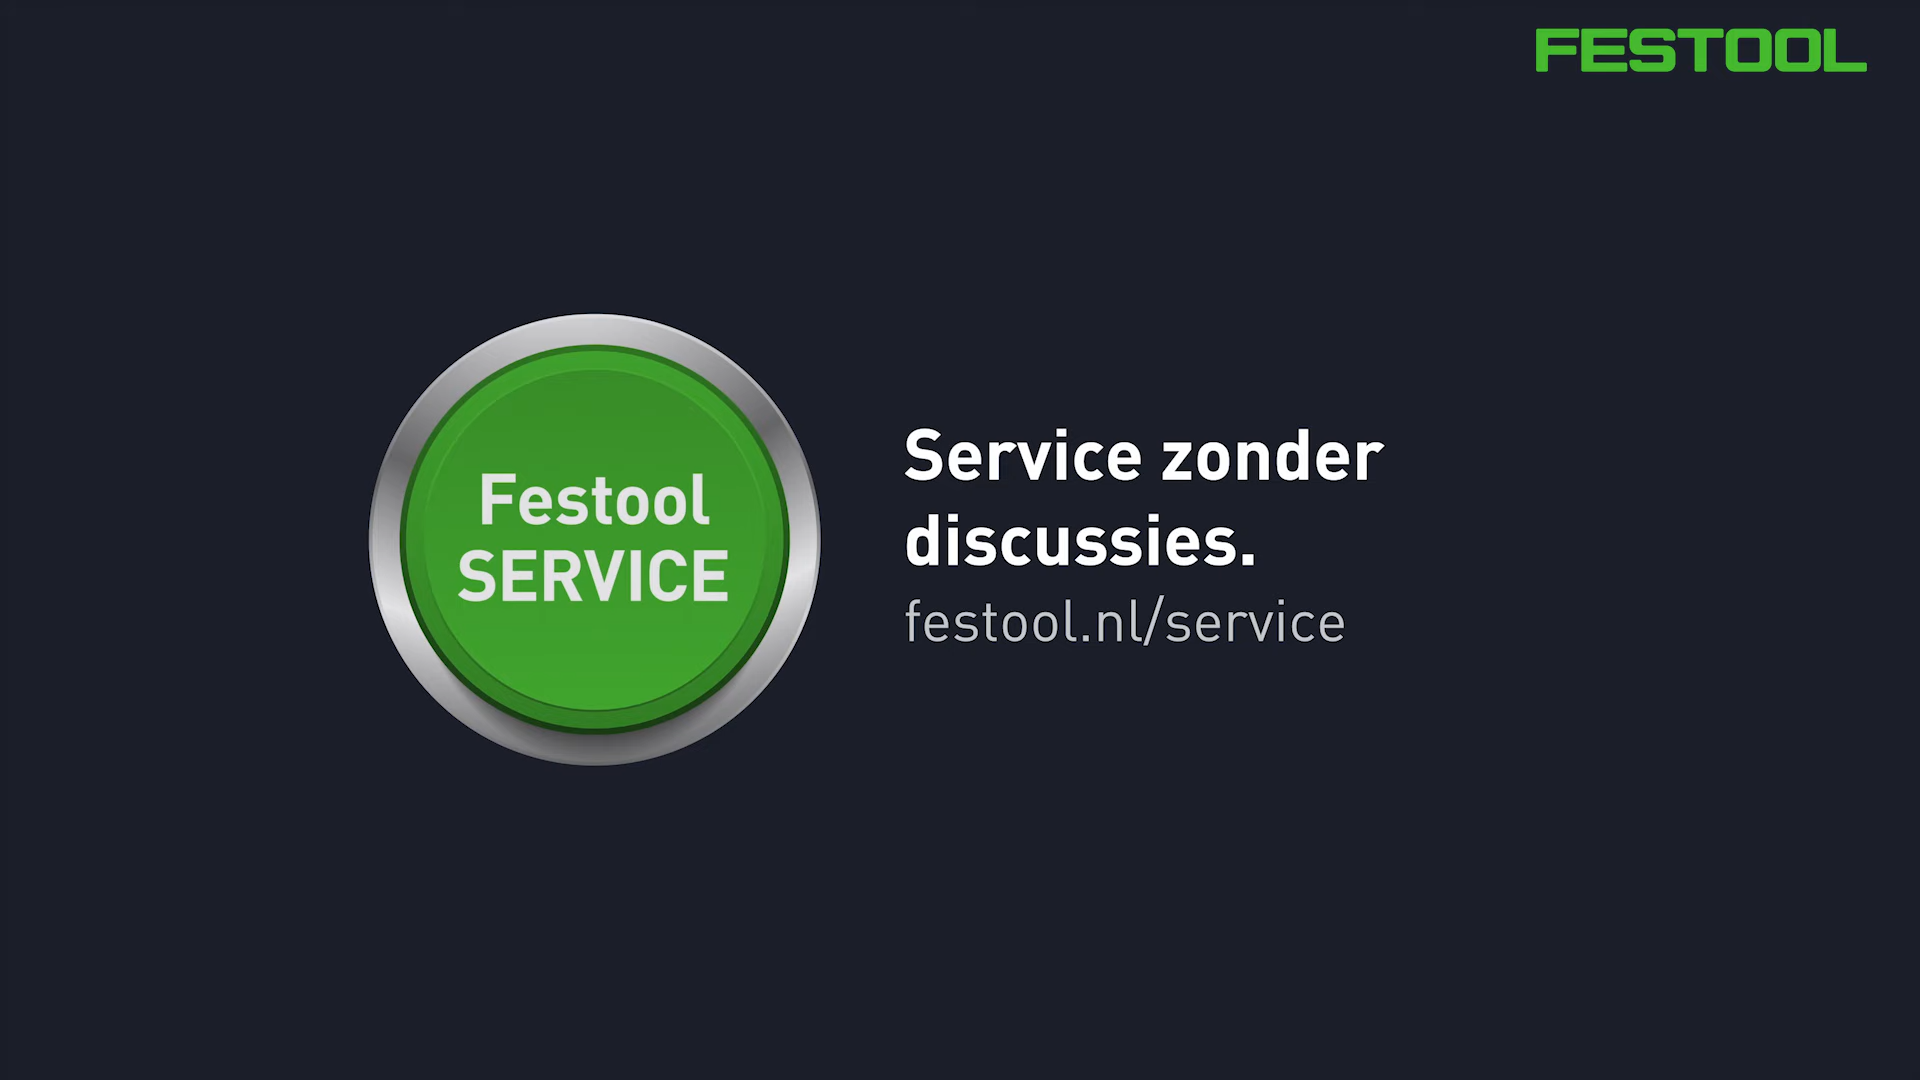 FESTOOL
Festool
SERVICE
Service zonder
discussies.
festool.nl/service